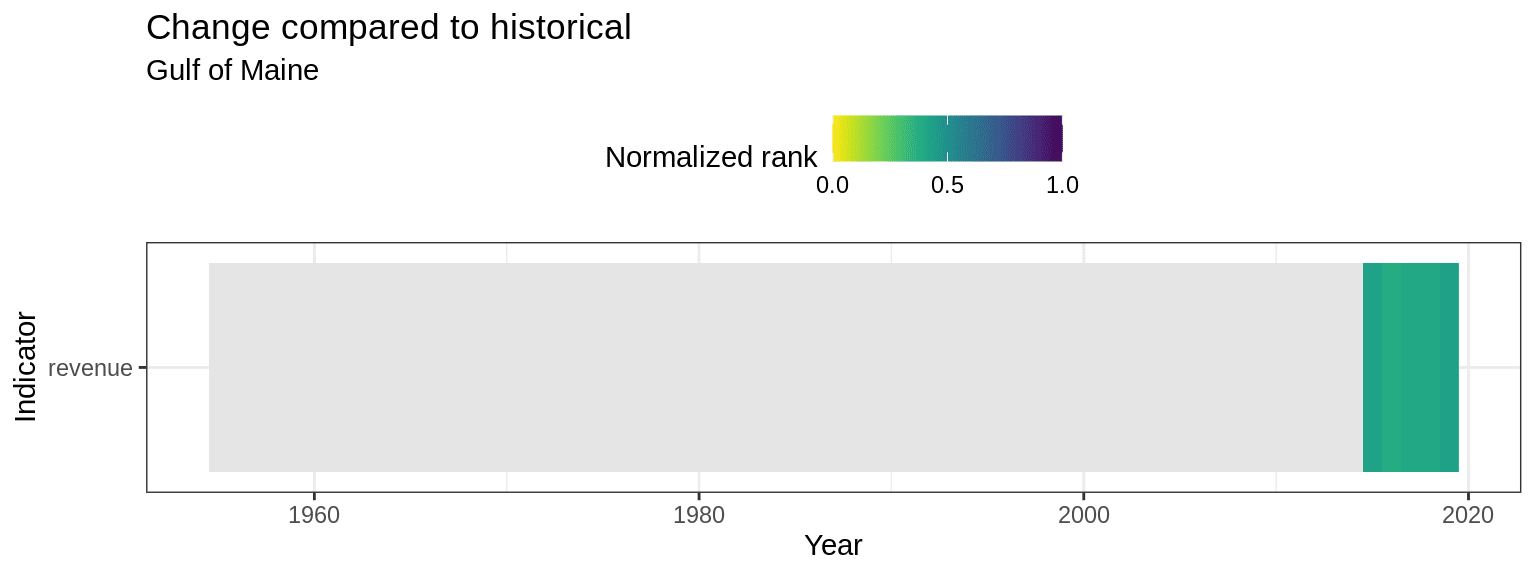 Change compared to historical
Gulf of Maine
Normalized rank
0.0 0.5 1.0
Indicator
revenue
1960 1980 2000 2020
Year